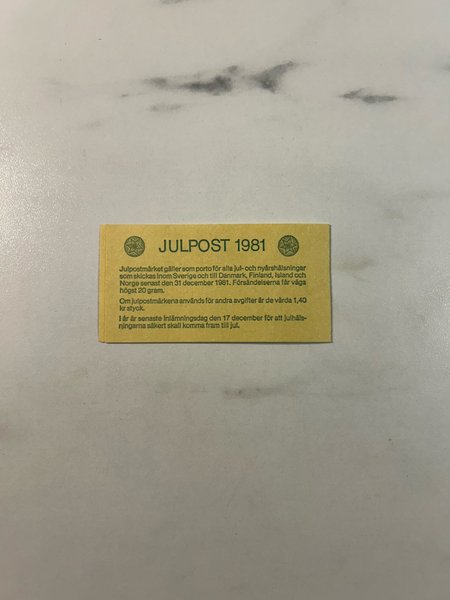 JULPOST 1981
Julpostmärket gäller som porto för alla jul- och nyårshälsningar
som skickas inom Sverige och till Danmark, Finland, Island och
Norge senast den 31 december 1981. Försändelserna får väga
högst 20 gram.
Om julpostmärkena används för andra avgifter är de värda 1,40
kr styck.
I år är senaste inlämningsdag den 17 december för att julhäls-
ningarna säkert skall komma fram till jul.